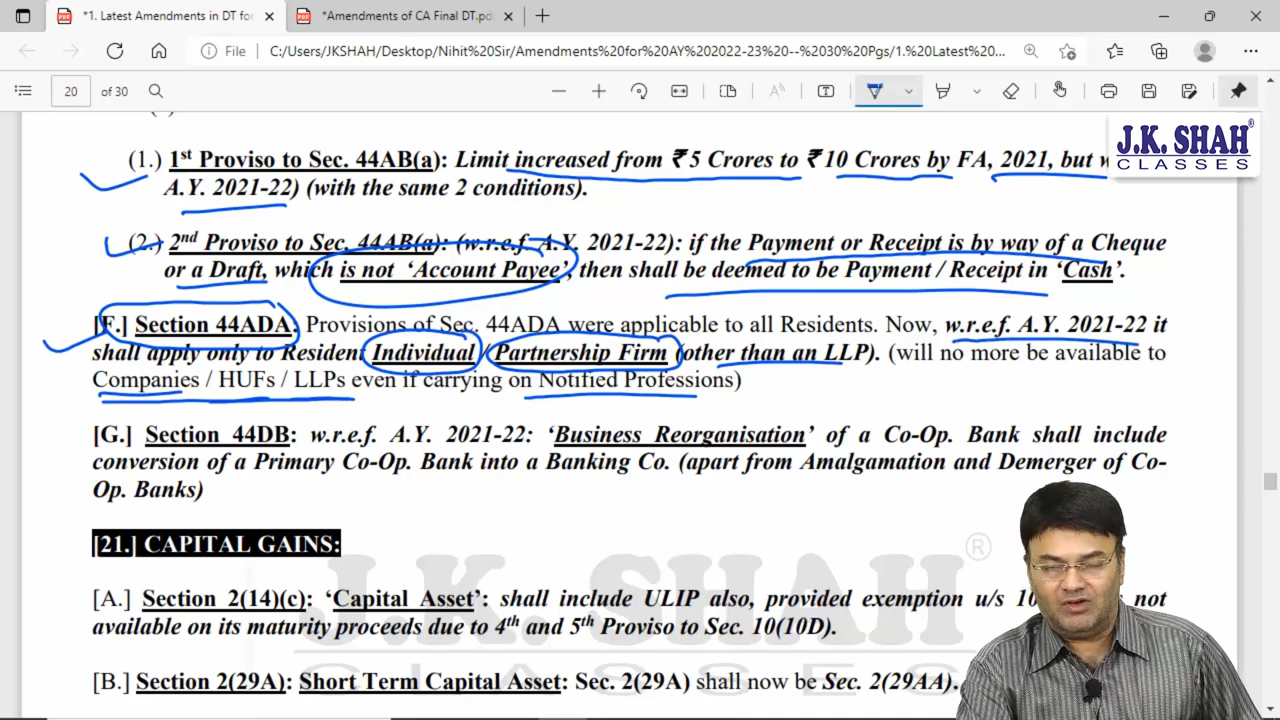 *1. Latest Amendments in DT for
*Amendments of CA Final DT.pd
File
C:/Users/JKSHAH/Desktop/Nihit%20Sir/Amendments%20for%20AY%202022-23%20--%2030%20Pgs/1.%20Latest%20...
20 of 30
J.K. SHAH®
CLASSES
(1.) 1st Proviso to Sec. 44AB(a): Limit increased from ₹ 5 Crores to ₹ 10 Crores by FA, 2021, but w
A.Y. 2021-22) (with the same 2 conditions).
(2.) 2nd Proviso to Sec. 44AB(a): (w.r.e.f. A.Y. 2021-22): if the Payment or Receipt is by way of a Cheque
or a Draft, which is not 'Account Payee', then shall be deemed to be Payment / Receipt in 'Cash'.
[F.] Section 44ADA. Provisions of Sec. 44ADA were applicable to all Residents. Now, w.r.e.f. A.Y. 2021-22 it
shall apply only to Resident Individual / Partnership Firm (other than an LLP). (will no more be available to
Companies / HUFs / LLPs even if carrying on Notified Professions)
[G.] Section 44DB: w.r.e.f. A.Y. 2021-22: 'Business Reorganisation' of a Co-Op. Bank shall include
conversion of a Primary Co-Op. Bank into a Banking Co. (apart from Amalgamation and Demerger of Co-
Op. Banks)
[21.] CAPITAL GAINS:
J.K. SHAH®
CLASSES
[A.] Section 2(14)(c): 'Capital Asset': shall include ULIP also, provided exemption u/s 10 not
available on its maturity proceeds due to 4th and 5th Proviso to Sec. 10(10D).
[B.] Section 2(29A): Short Term Capital Asset: Sec. 2(29A) shall now be Sec. 2(29AA).